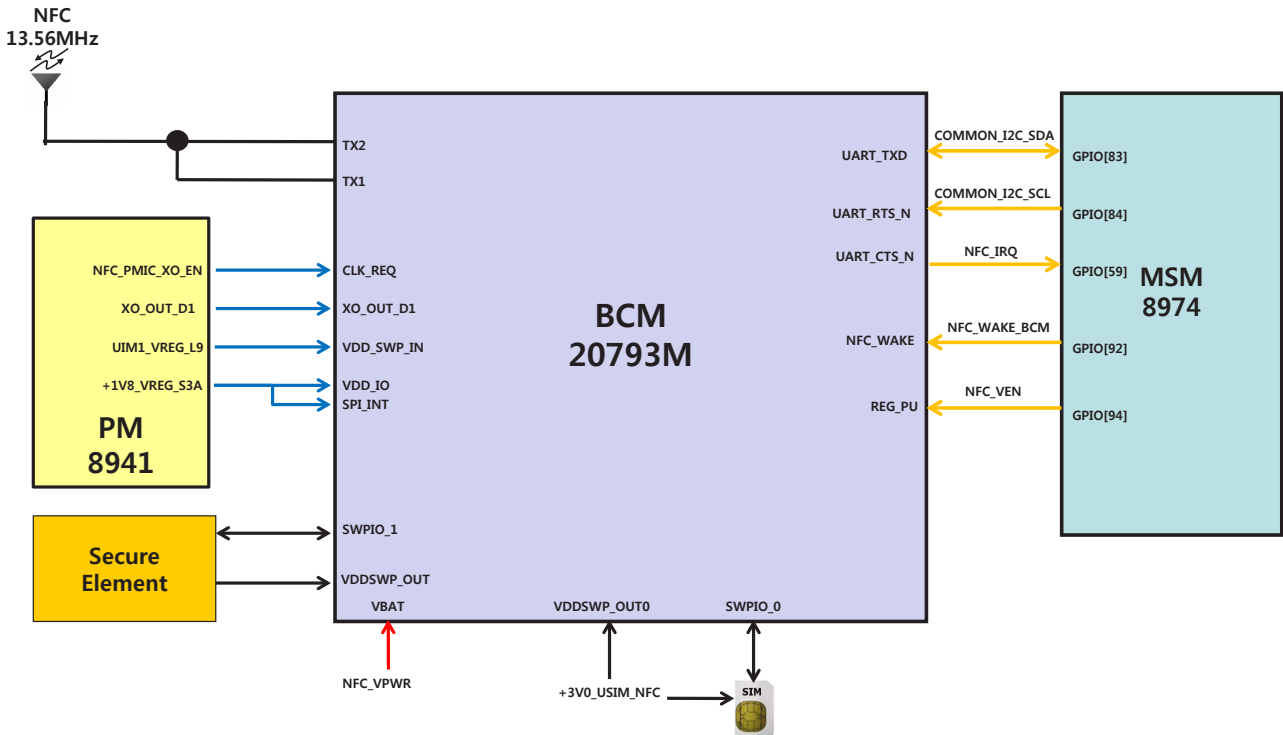 NFC
13.56MHz
TX2
TX1
NFC_PMIC_XO_EN
XO_OUT_D1
UIM1_VREG_L9
+1V8_VREG_S3A
PM
8941
CLK_REQ
XO_OUT_D1
VDD_SWP_IN
VDD_IO
SPI_INT
BCM
20793M
UART_TXD
UART_RTS_N
UART_CTS_N
NFC_WAKE
REG_PU
COMMON_I2C_SDA
COMMON_I2C_SCL
NFC_IRQ
NFC_WAKE_BCM
NFC_VEN
GPIO[83]
GPIO[84]
GPIO[59]
GPIO[92]
GPIO[94]
MSM
8974
Secure
Element
SWPIO_1
VDDSWP_OUT
VBAT
VDDSWP_OUT0
SWPIO_0
NFC_VPWR
+3V0_USIM_NFC
SIM